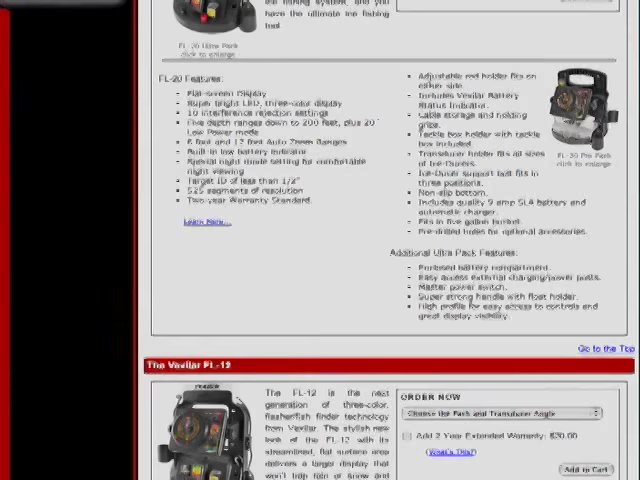 ice fishing system, and you
have the ultimate ice fishing
tool.
FL-20 Ultra Pack
click to enlarge
FL-20 Features:
- Flat-screen Display
- Super bright LED, three-color display
- 10 interference rejection settings
- Five depth ranges down to 200 feet, plus 20'
Low Power mode
- 6 foot and 12 foot Auto Zoom Ranges
- Built-in low battery indicator
- Special night mode setting for comfortable
night viewing
- Target ID of less than 1/2"
- 525 segments of resolution
- Two-year Warranty Standard
Learn More...
• Adjustable rod holder fits on
either side.
• Includes Vexilar Battery
Status Indicator.
• Cable storage and holding
grips.
• Tackle box holder with tackle
box included.
• Transducer holder fits all sizes
of Ice-Ducers.
• Ice-Ducer support bar fits in
three positions.
• Non-slip bottom.
• Includes quality 9 amp SLA battery and
automatic charger.
• Fits in five gallon bucket.
• Pre-drilled holes for optional accessories.
FL-20 Pro Pack
click to enlarge
Additional Ultra Pack Features:
• Enclosed battery compartment.
• Easy access external charging/power ports.
• Master power switch.
• Super strong handle with float holder.
• High profile for easy access to controls and
great display visibility.
Go to the Top
The Vexilar FL-12
The FL-12 is the next
generation of three-color,
flasher/fish finder technology
from Vexilar. The stylish new
look of the FL-12 with its
streamlined, flat surface area
delivers a larger display that
won't trap rain or snow and
ORDER NOW
Choose the Pack and Transducer Angle
Add 2 Year Extended Warranty: $30.00
(What's This?)
Add to Cart